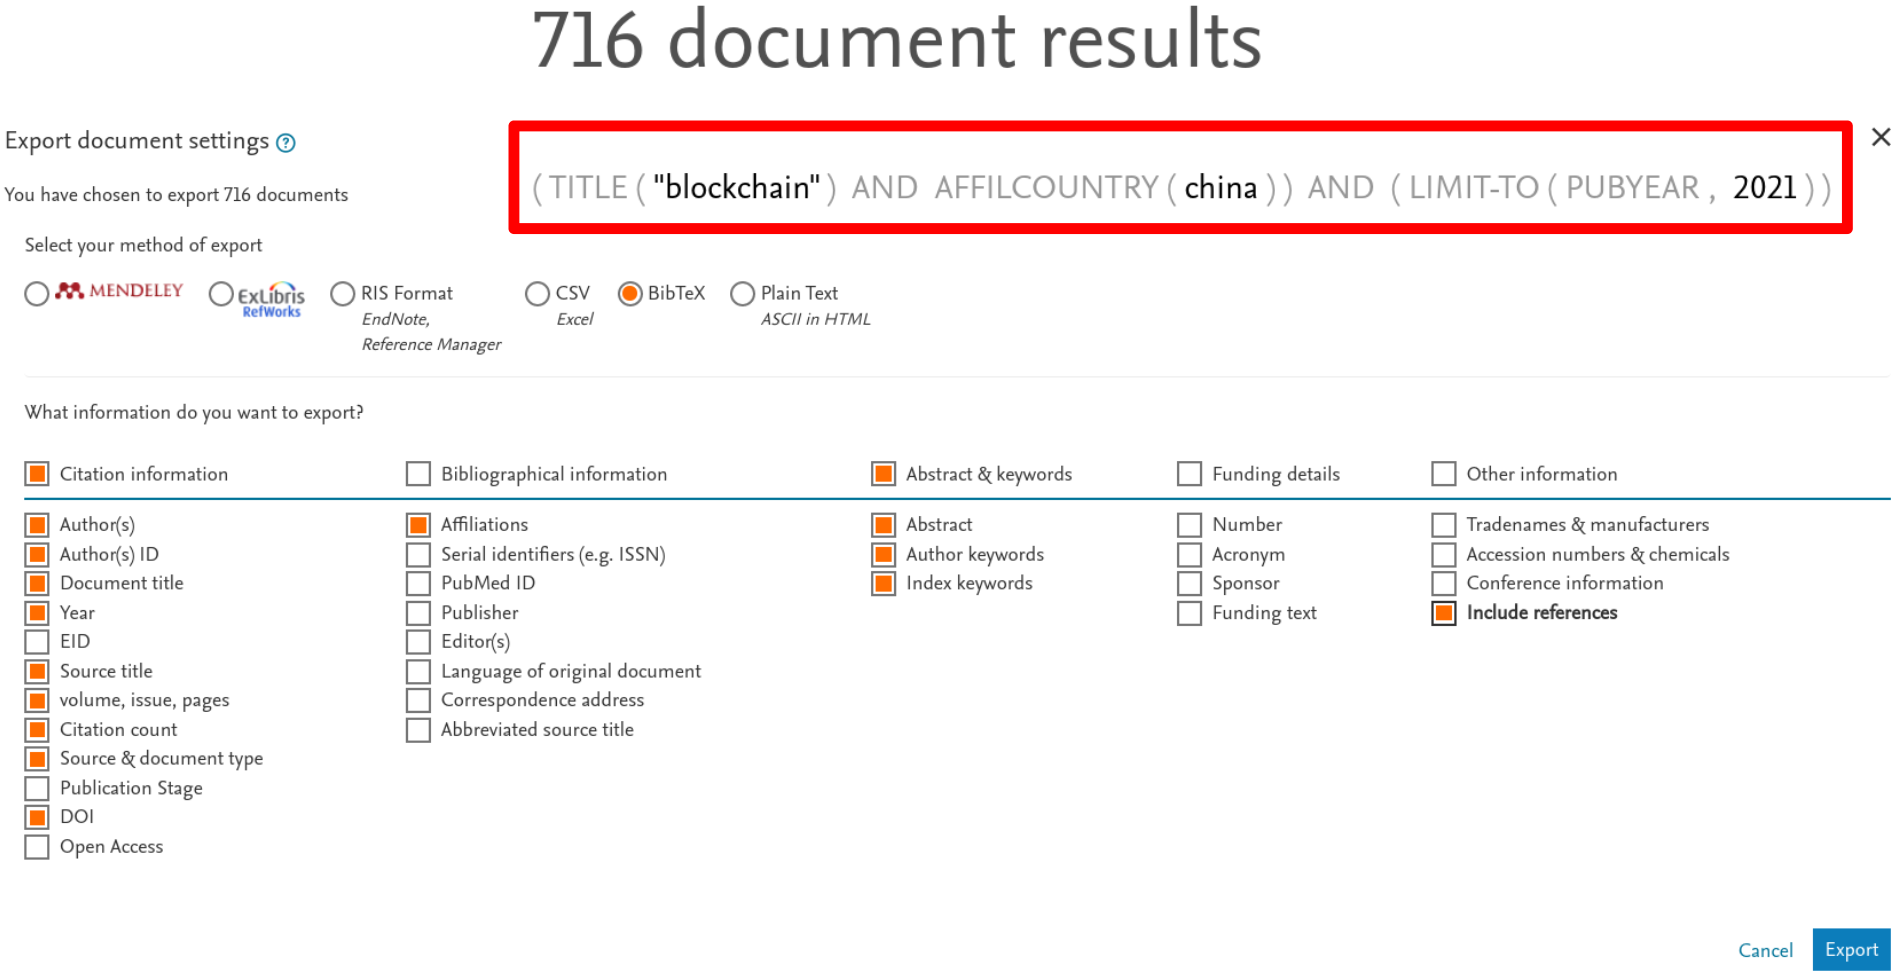 716 document results
Export document settings ?
(TITLE("blockchain") AND AFFILCOUNTRY(china)) AND (LIMIT-TO(PUBYEAR, 2021))
You have chosen to export 716 documents
Select your method of export
MENDELEY
ExLibris
RefWorks
RIS Format
EndNote,
Reference Manager
CSV
Excel
BibTeX
Plain Text
ASCII in HTML
What information do you want to export?
Citation information
Author(s)
Author(s) ID
Document title
Year
EID
Source title
volume, issue, pages
Citation count
Source & document type
Publication Stage
DOI
Open Access
Bibliographical information
Affiliations
Serial identifiers (e.g. ISSN)
PubMed ID
Publisher
Editor(s)
Language of original document
Correspondence address
Abbreviated source title
Abstract & keywords
Abstract
Author keywords
Index keywords
Funding details
Number
Acronym
Sponsor
Funding text
Other information
Tradenames & manufacturers
Accession numbers & chemicals
Conference information
Include references
Cancel
Export